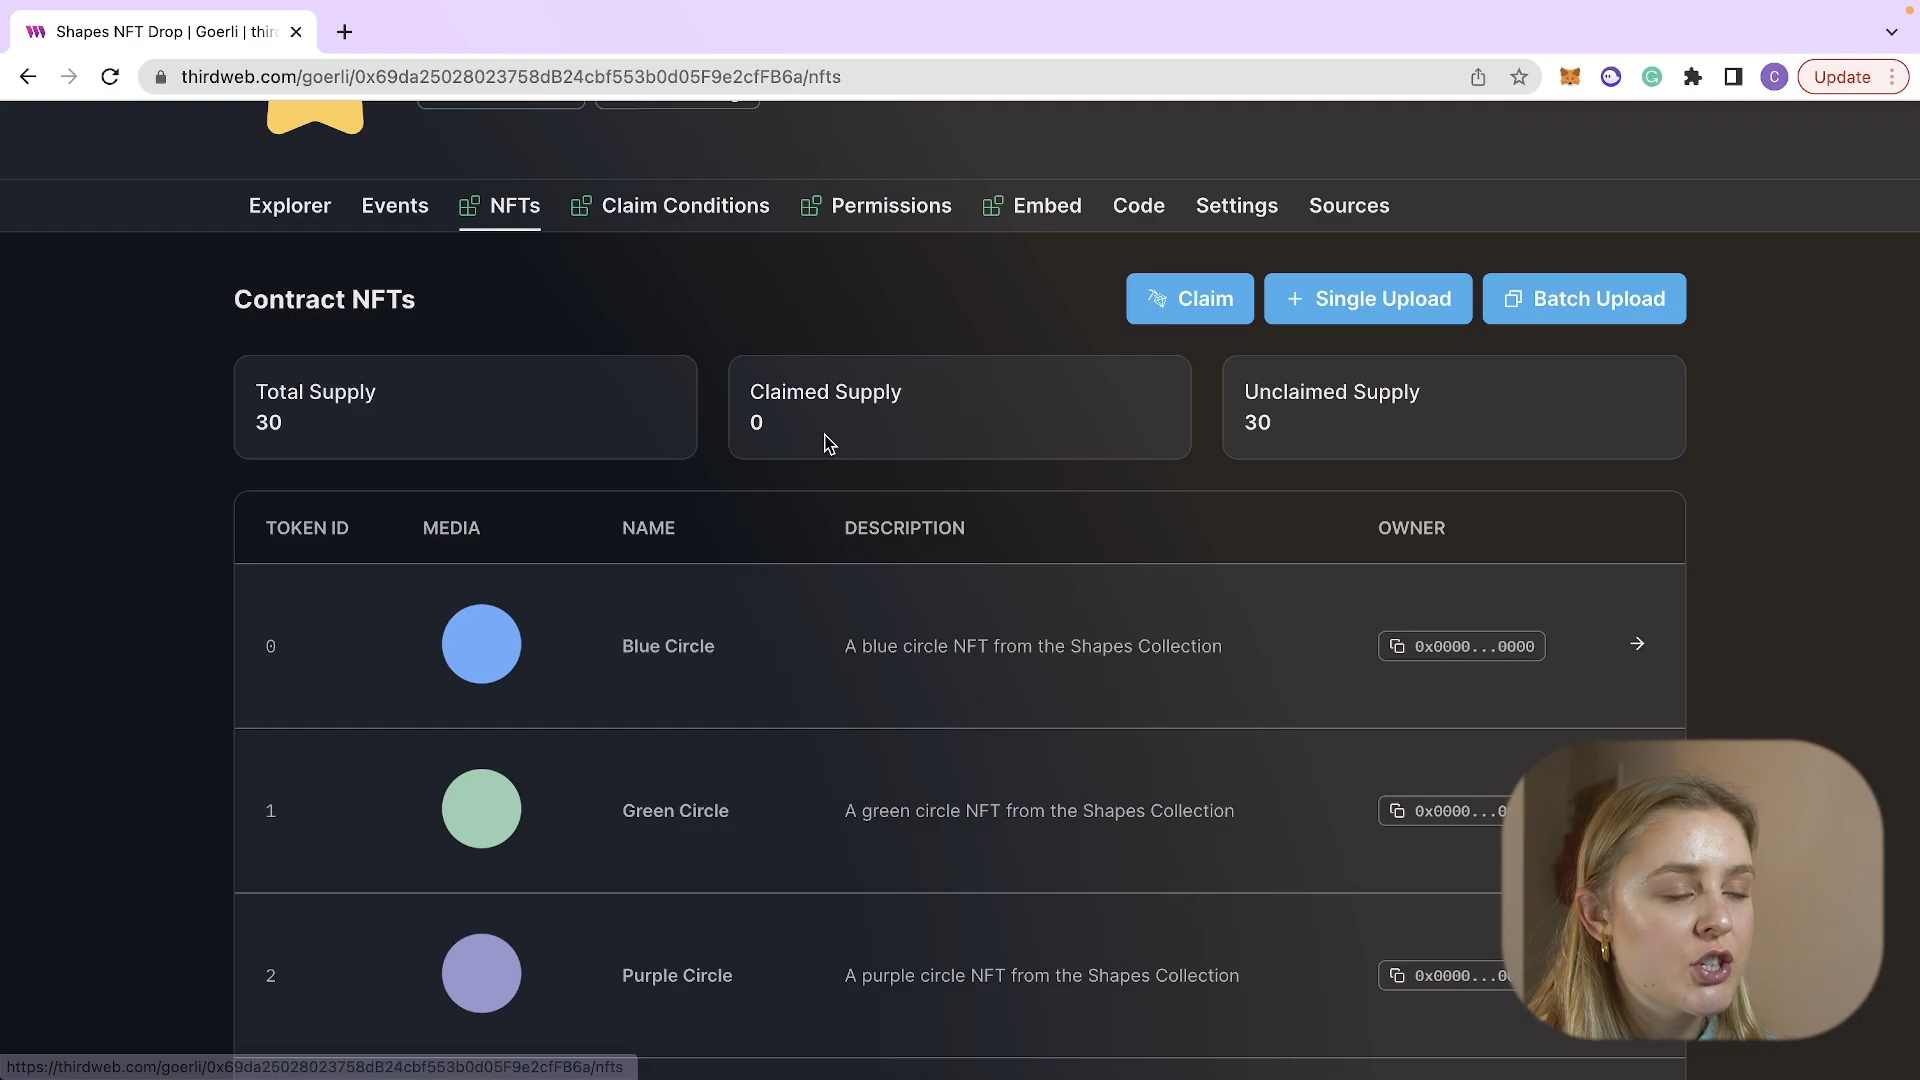 Shapes NFT Drop | Goerli | thir
thirdweb.com/goerli/0x69da25028023758dB24cbf553b0d05F9e2cfFB6a/nfts
C
Update
Explorer
Events
NFTs
Claim Conditions
Permissions
Embed
Code
Settings
Sources
Contract NFTs
Claim
Single Upload
Batch Upload
Total Supply
30
Claimed Supply
0
Unclaimed Supply
30
TOKEN ID
MEDIA
NAME
DESCRIPTION
OWNER
0
Blue Circle
A blue circle NFT from the Shapes Collection
0x0000...0000
1
Green Circle
A green circle NFT from the Shapes Collection
0x0000...0
2
Purple Circle
A purple circle NFT from the Shapes Collection
0x0000...0
https://thirdweb.com/goerli/0x69da25028023758dB24cbf553b0d05F9e2cfFB6a/nfts